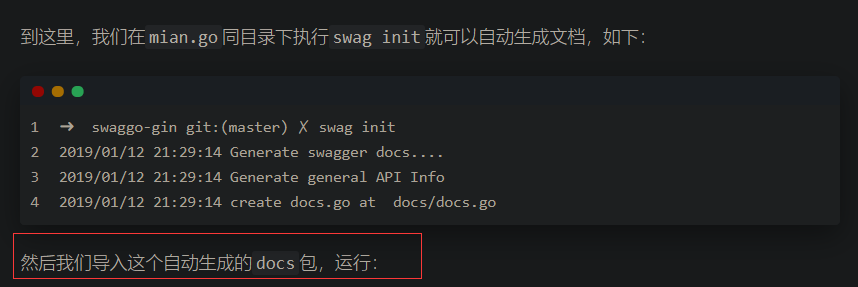 到这里，我们在mian.go同目录下执行swag init就可以自动生成文档，如下：
1 ➜ swaggo-gin git:(master) ✗ swag init
2 2019/01/12 21:29:14 Generate swagger docs....
3 2019/01/12 21:29:14 Generate general API Info
4 2019/01/12 21:29:14 create docs.go at  docs/docs.go
然后我们导入这个自动生成的docs包，运行：